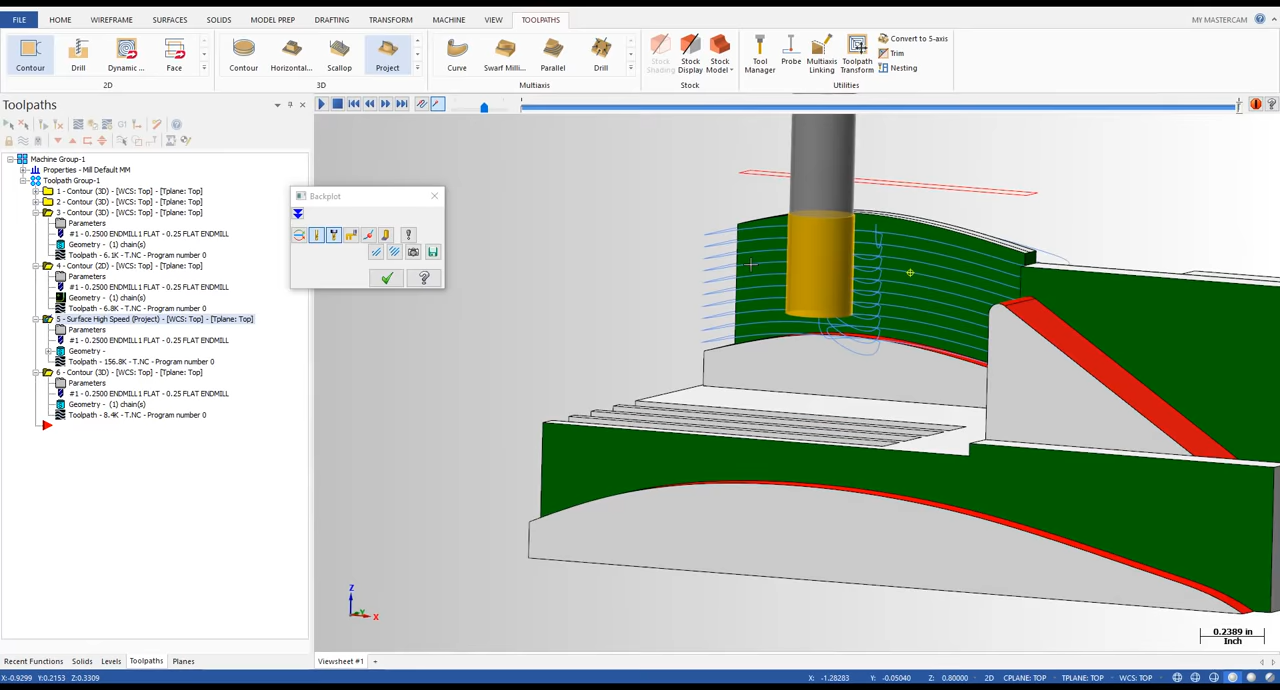 FILE HOME WIREFRAME SURFACES SOLIDS MODEL PREP DRAFTING TRANSFORM MACHINE VIEW TOOLPATHS MY MASTERCAM
Contour Drill Dynamic ... Face Contour Horizontal... Scallop Project Curve Swarf Milli... Parallel Drill Stock Shading Stock Display Stock Model Tool Manager Probe Multiaxis Linking Toolpath Transform Convert to 5-axis
Trim
Nesting
2D 3D Multiaxis Stock Utilities
Toolpaths
G1
Machine Group-1
Properties - Mill Default MM
Toolpath Group-1
1 - Contour (3D) - [WCS: Top] - [Tplane: Top]
2 - Contour (3D) - [WCS: Top] - [Tplane: Top]
3 - Contour (3D) - [WCS: Top] - [Tplane: Top]
Parameters
#1 - 0.2500 ENDMILL1 FLAT - 0.25 FLAT ENDMILL
Geometry - (1) chain(s)
Toolpath - 6.1K - T.NC - Program number 0
4 - Contour (2D) - [WCS: Top] - [Tplane: Top]
Parameters
#1 - 0.2500 ENDMILL1 FLAT - 0.25 FLAT ENDMILL
Geometry - (1) chain(s)
Toolpath - 6.8K - T.NC - Program number 0
5 - Surface High Speed (Project) - [WCS: Top] - [Tplane: Top]
Parameters
#1 - 0.2500 ENDMILL1 FLAT - 0.25 FLAT ENDMILL
Geometry -
Toolpath - 156.8K - T.NC - Program number 0
6 - Contour (3D) - [WCS: Top] - [Tplane: Top]
Parameters
#1 - 0.2500 ENDMILL1 FLAT - 0.25 FLAT ENDMILL
Geometry - (1) chain(s)
Toolpath - 8.4K - T.NC - Program number 0
Backplot
Z
Y
X
0.2389 in
Inch
Recent Functions Solids Levels Toolpaths Planes
Viewsheet #1 +
X:-0.9299 Y:0.2153 Z:0.3309 X: -1.28283 Y: -0.05040 Z: 0.80000 2D CPLANE: TOP TPLANE: TOP WCS: TOP